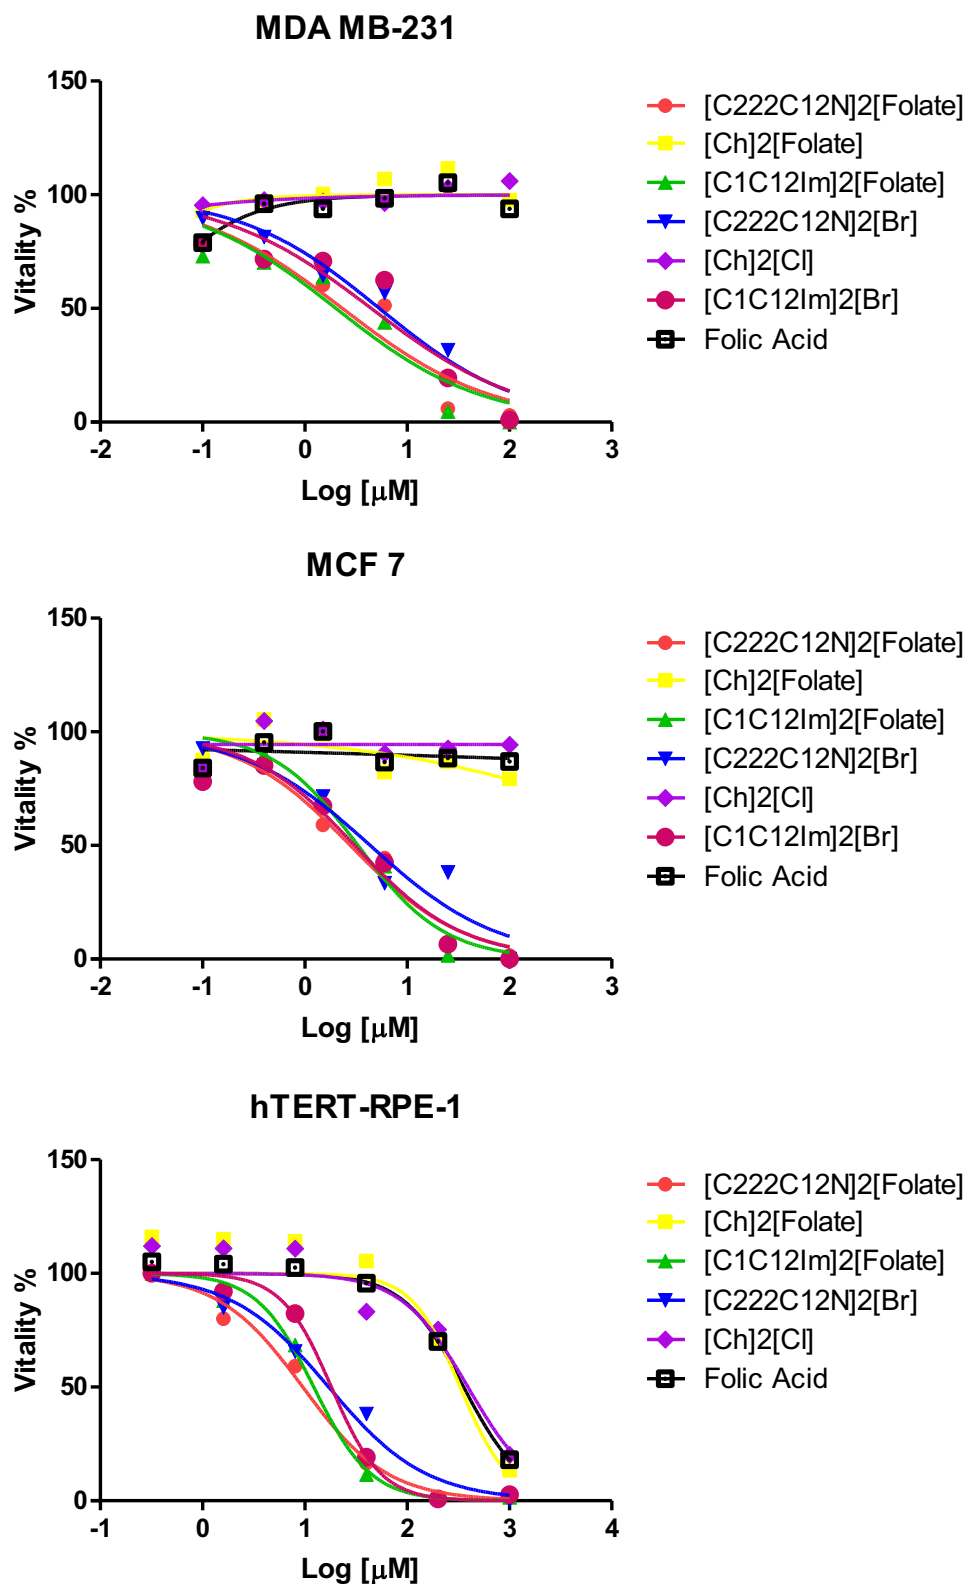 MDA MB-231
150
100
50
0
Vitality %
-2 -1 0 1 2 3
Log [μM]
[C222C12N]2[Folate]
[Ch]2[Folate]
[C1C12Im]2[Folate]
[C222C12N]2[Br]
[Ch]2[Cl]
[C1C12Im]2[Br]
Folic Acid
MCF 7
150
100
50
0
Vitality %
-2 -1 0 1 2 3
Log [μM]
[C222C12N]2[Folate]
[Ch]2[Folate]
[C1C12Im]2[Folate]
[C222C12N]2[Br]
[Ch]2[Cl]
[C1C12Im]2[Br]
Folic Acid
hTERT-RPE-1
150
100
50
0
Vitality %
-1 0 1 2 3 4
Log [μM]
[C222C12N]2[Folate]
[Ch]2[Folate]
[C1C12Im]2[Folate]
[C222C12N]2[Br]
[Ch]2[Cl]
Folic Acid